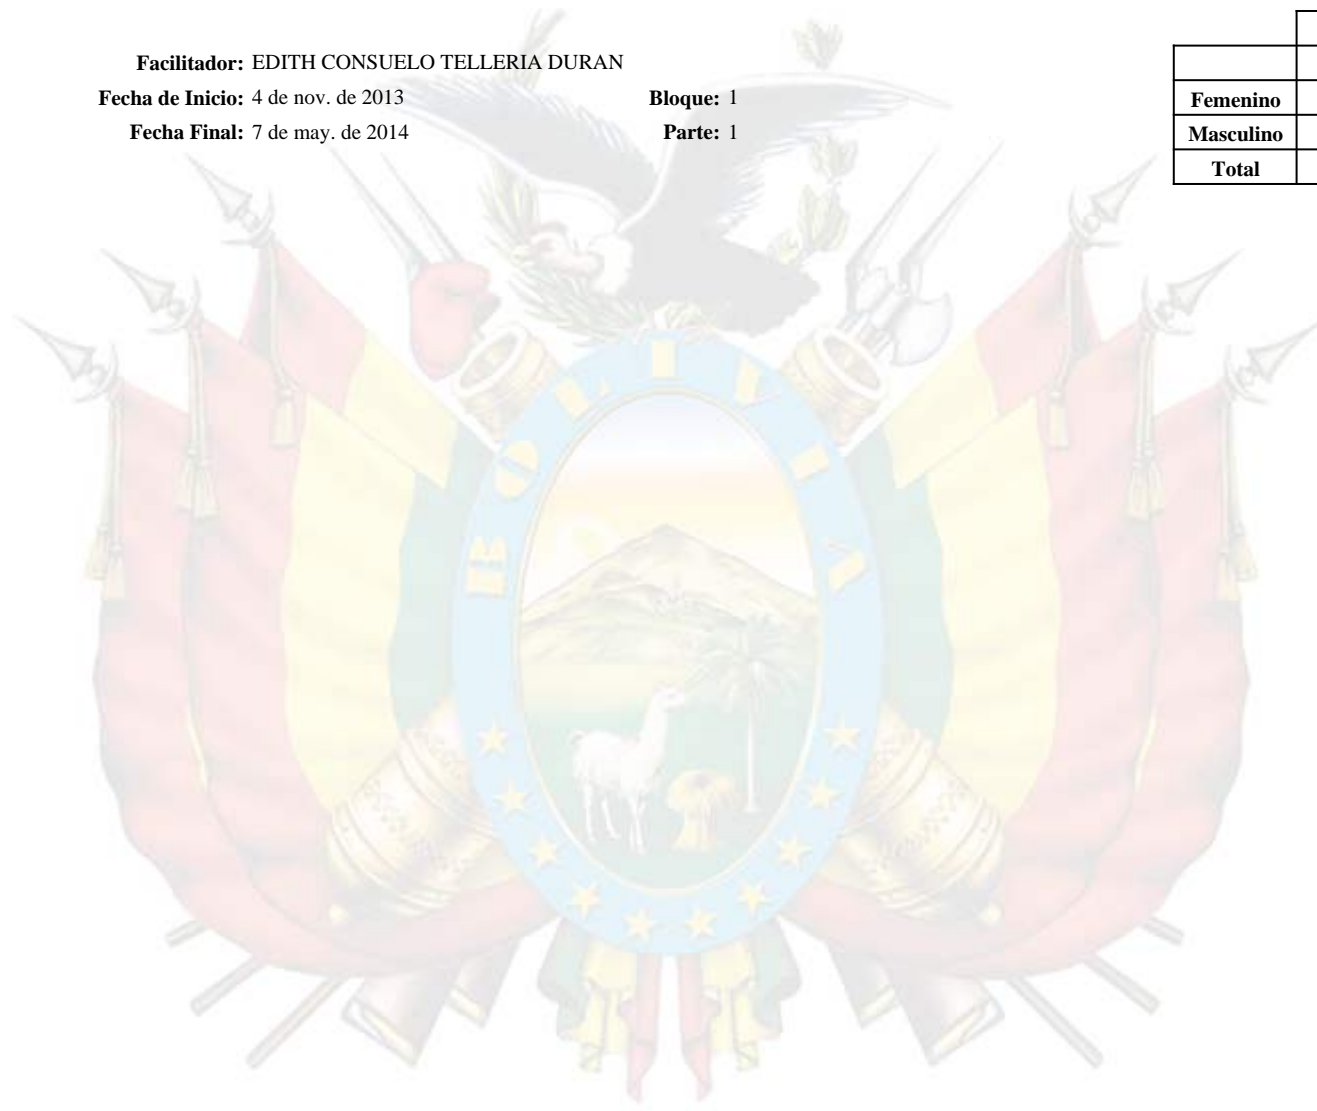 Facilitador: EDITH CONSUELO TELLERIA DURAN
Fecha de Inicio: 4 de nov. de 2013 Bloque: 1
Fecha Final: 7 de may. de 2014 Parte: 1
Femenino
Masculino
Total
BOLIVIA